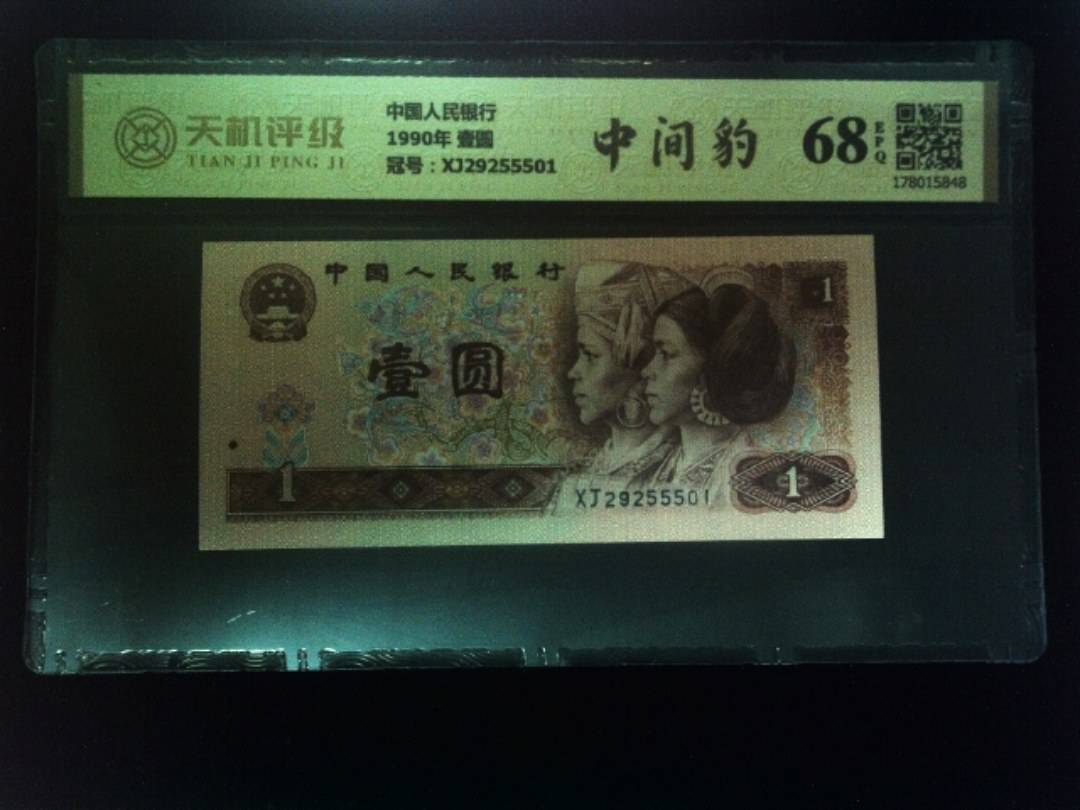 天机评级
TIAN JI PING JI
中国人民银行
1990年 壹圆
冠号：XJ29255501
中间豹
68
EPQ
178015848
中国人民银行
1
壹圆
1
XJ29255501
1